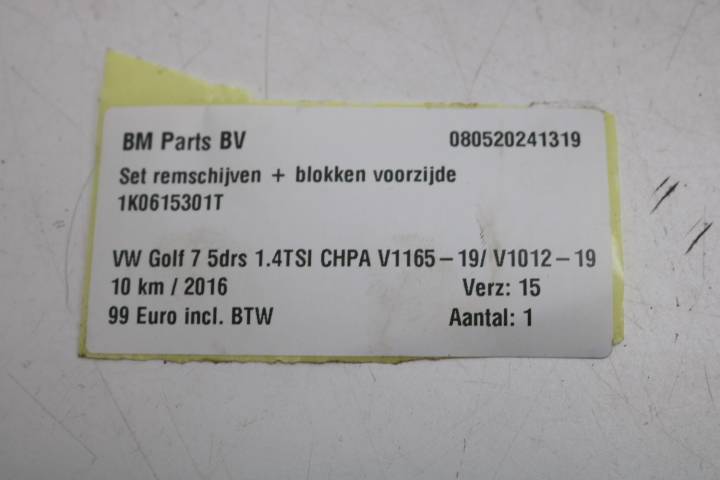 BM Parts BV 080520241319
Set remschijven + blokken voorzijde
1K0615301T
VW Golf 7 5drs 1.4TSI CHPA V1165-19/ V1012-19
10 km / 2016 Verz: 15
99 Euro incl. BTW Aantal: 1